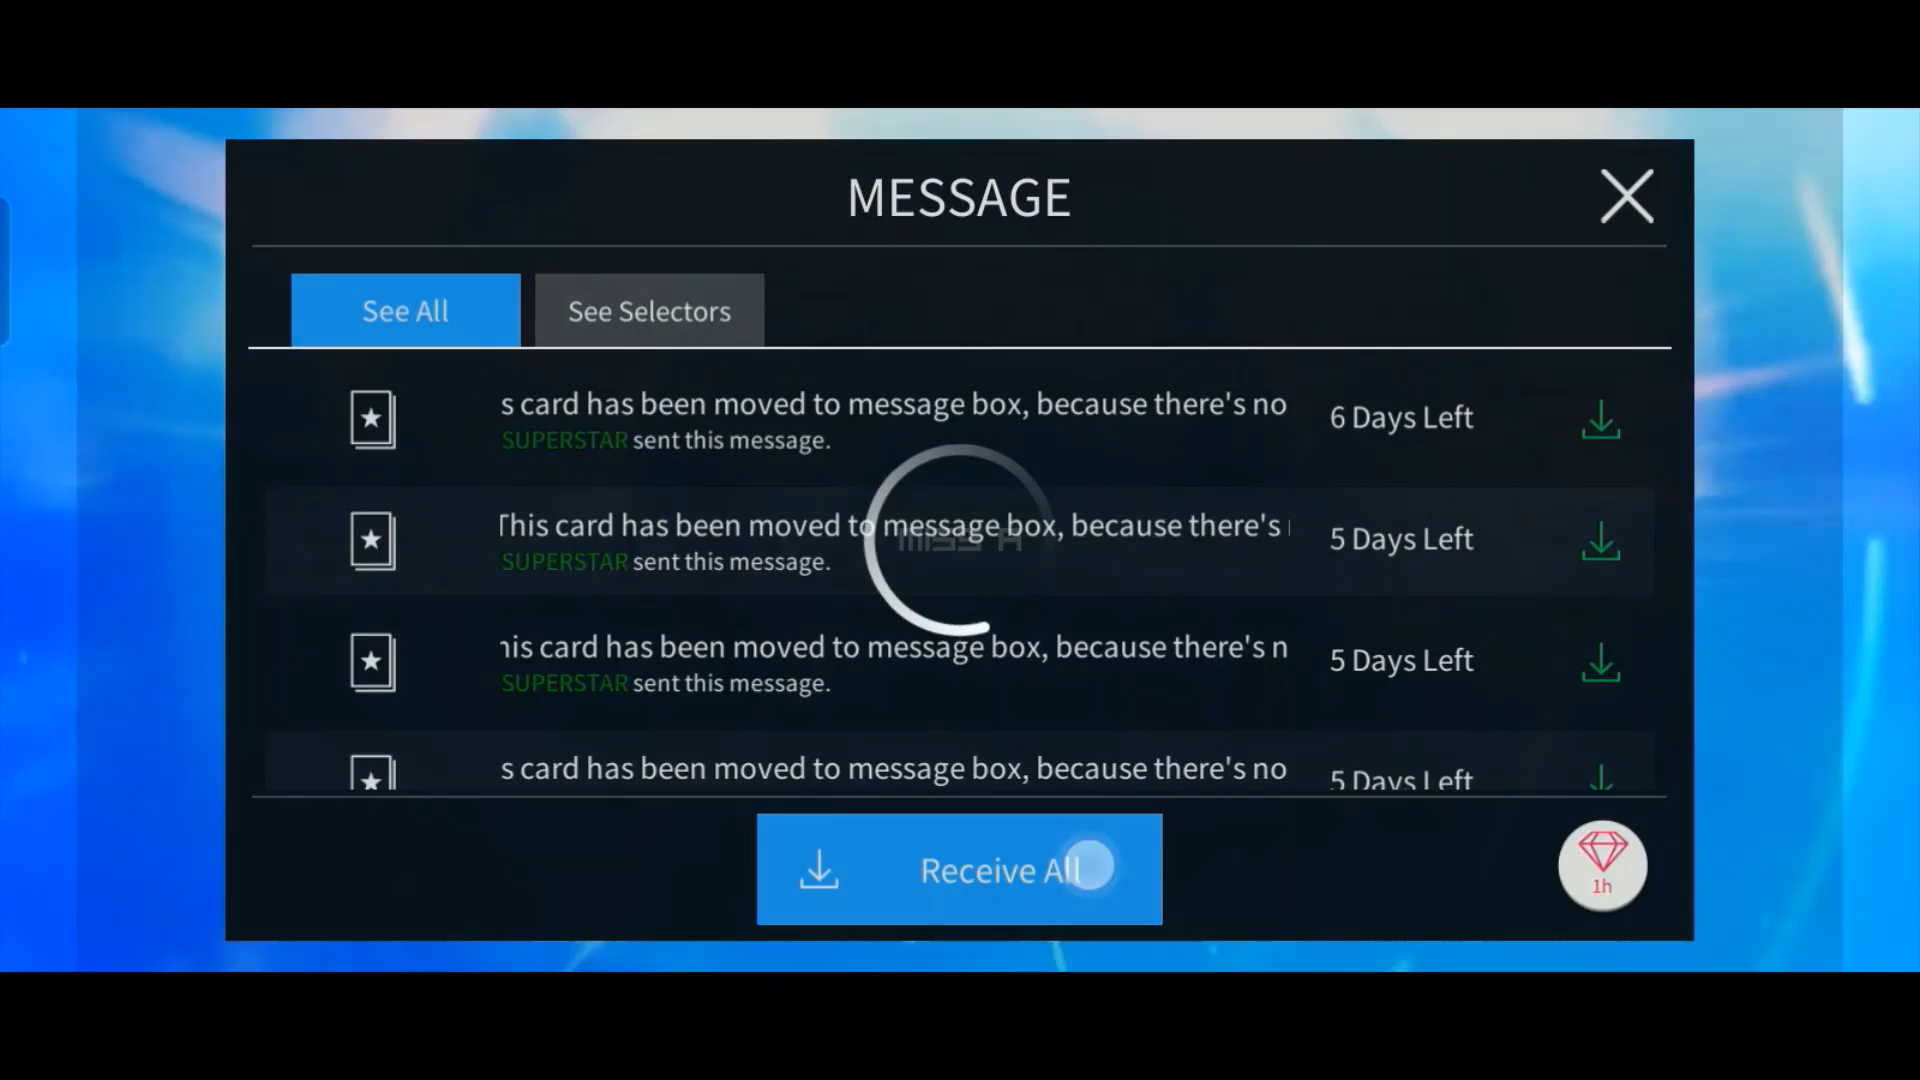 MESSAGE
See All
See Selectors
s card has been moved to message box, because there's no
SUPERSTAR sent this message.
6 Days Left
This card has been moved to message box, because there's
SUPERSTAR sent this message.
5 Days Left
miss A
his card has been moved to message box, because there's n
SUPERSTAR sent this message.
5 Days Left
s card has been moved to message box, because there's no
5 Days Left
Receive All
1h